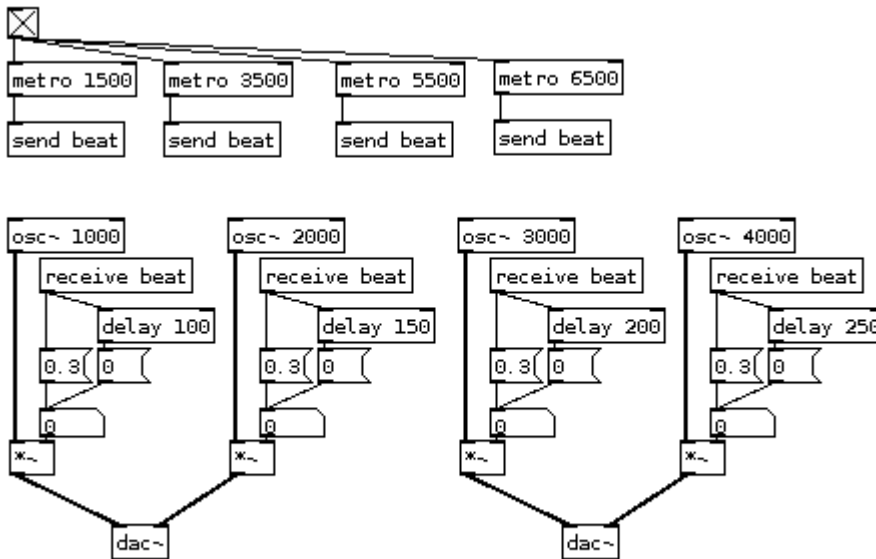 metro 1500 metro 3500 metro 5500 metro 6500
send beat send beat send beat send beat
osc~ 1000 osc~ 2000 osc~ 3000 osc~ 4000
receive beat receive beat receive beat receive beat
delay 100 delay 150 delay 200 delay 250
0.3 0 0.3 0 0.3 0 0.3 0
0 0 0 0
*~ *~ *~ *~
dac~ dac~